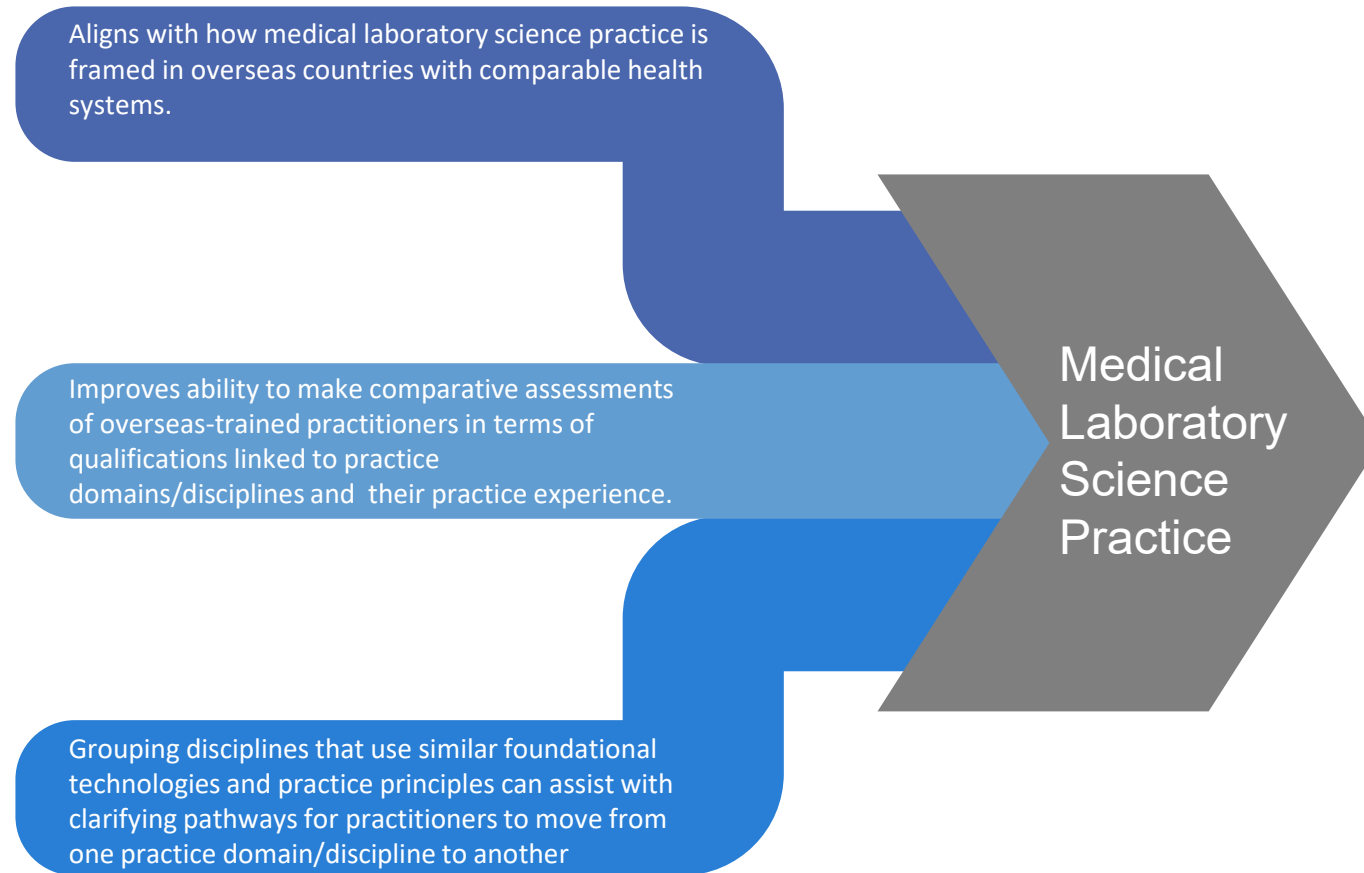 Aligns with how medical laboratory science practice is
framed in overseas countries with comparable health
systems.
Improves ability to make comparative assessments
of overseas-trained practitioners in terms of
qualifications linked to practice
domains/disciplines and  their practice experience.
Grouping disciplines that use similar foundational
technologies and practice principles can assist with
clarifying pathways for practitioners to move from
one practice domain/discipline to another
Medical
Laboratory
Science
Practice